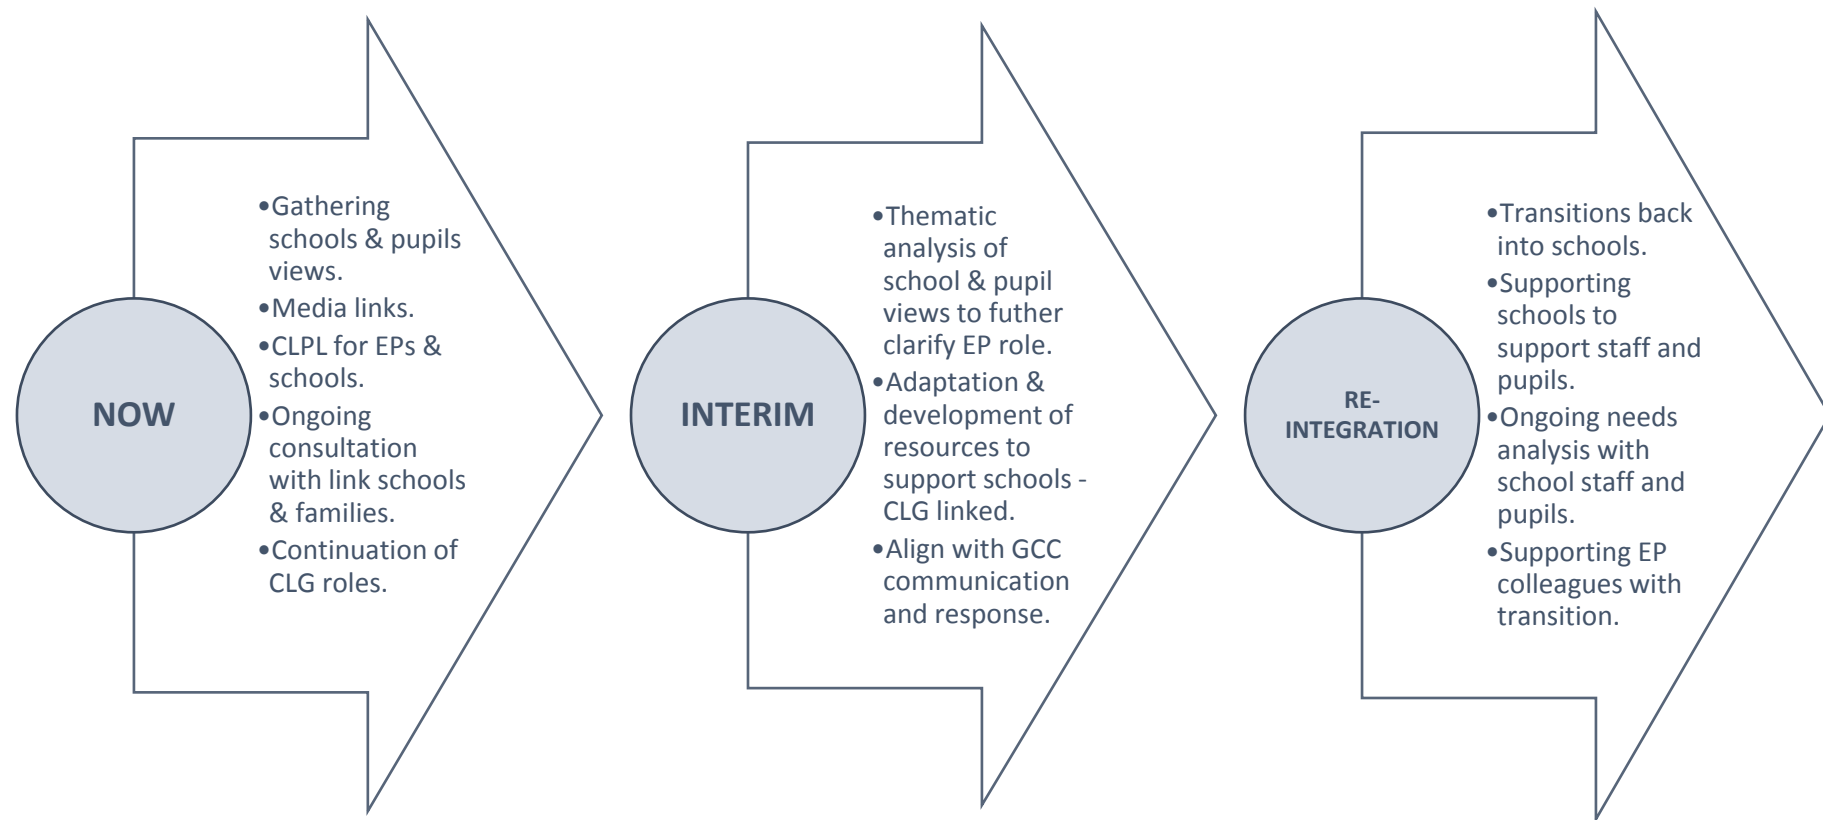 NOW
•Gathering
schools & pupils
views.
•Media links.
•CLPL for EPs &
schools.
•Ongoing
consultation
with link schools
& families.
•Continuation of
CLG roles.
INTERIM
•Thematic
analysis of
school & pupil
views to futher
clarify EP role.
•Adaptation &
development of
resources to
support schools -
CLG linked.
•Align with GCC
communication
and response.
RE-
INTEGRATION
•Transitions back
into schools.
•Supporting
schools to
support staff and
pupils.
•Ongoing needs
analysis with
school staff and
pupils.
•Supporting EP
colleagues with
transition.